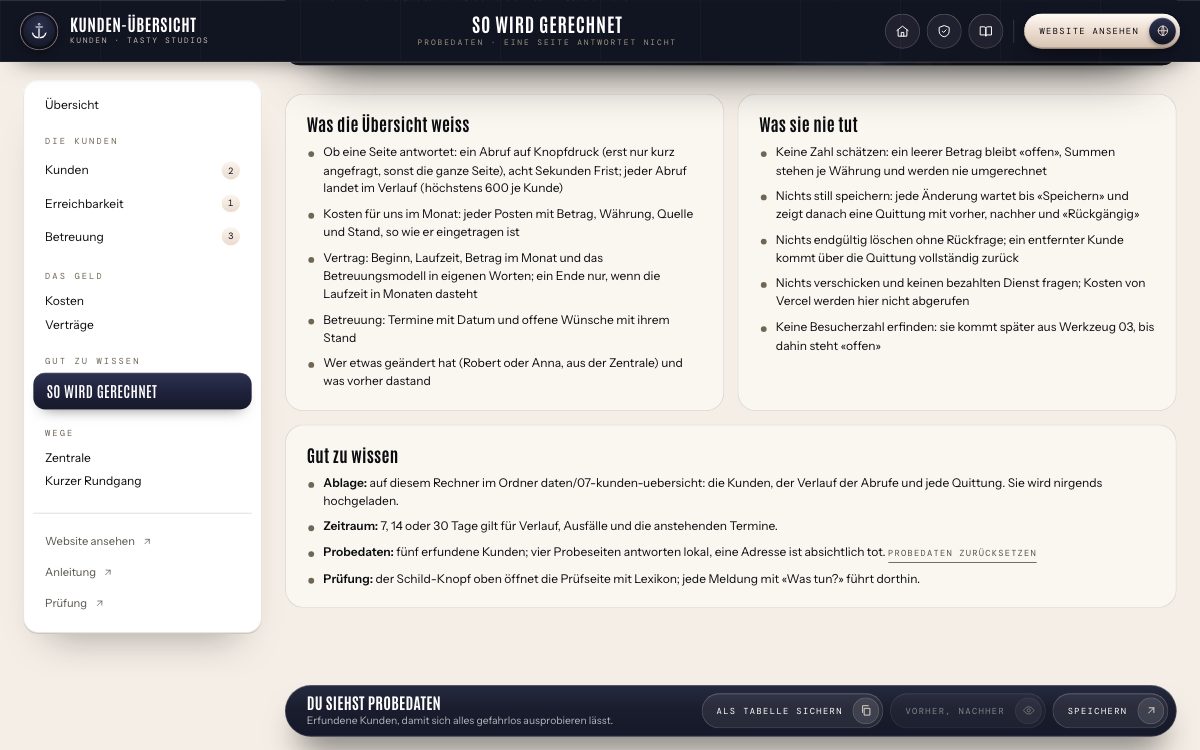 KUNDEN-ÜBERSICHT
KUNDEN · TASTY STUDIOS
SO WIRD GERECHNET
PROBEDATEN · EINE SEITE ANTWORTET NICHT
WEBSITE ANSEHEN
Übersicht
DIE KUNDEN
Kunden 2
Erreichbarkeit 1
Betreuung 3
DAS GELD
Kosten
Verträge
GUT ZU WISSEN
SO WIRD GERECHNET
WEGE
Zentrale
Kurzer Rundgang
Website ansehen
Anleitung
Prüfung
Was die Übersicht weiss
Ob eine Seite antwortet: ein Abruf auf Knopfdruck (erst nur kurz
angefragt, sonst die ganze Seite), acht Sekunden Frist; jeder Abruf
landet im Verlauf (höchstens 600 je Kunde)
Kosten für uns im Monat: jeder Posten mit Betrag, Währung, Quelle
und Stand, so wie er eingetragen ist
Vertrag: Beginn, Laufzeit, Betrag im Monat und das
Betreuungsmodell in eigenen Worten; ein Ende nur, wenn die
Laufzeit in Monaten dasteht
Betreuung: Termine mit Datum und offene Wünsche mit ihrem
Stand
Wer etwas geändert hat (Robert oder Anna, aus der Zentrale) und
was vorher dastand
Was sie nie tut
Keine Zahl schätzen: ein leerer Betrag bleibt «offen», Summen
stehen je Währung und werden nie umgerechnet
Nichts still speichern: jede Änderung wartet bis «Speichern» und
zeigt danach eine Quittung mit vorher, nachher und «Rückgängig»
Nichts endgültig löschen ohne Rückfrage; ein entfernter Kunde
kommt über die Quittung vollständig zurück
Nichts verschicken und keinen bezahlten Dienst fragen; Kosten von
Vercel werden hier nicht abgerufen
Keine Besucherzahl erfinden: sie kommt später aus Werkzeug 03, bis
dahin steht «offen»
Gut zu wissen
Ablage: auf diesem Rechner im Ordner daten/07-kunden-uebersicht: die Kunden, der Verlauf der Abrufe und jede Quittung. Sie wird nirgends
hochgeladen.
Zeitraum: 7, 14 oder 30 Tage gilt für Verlauf, Ausfälle und die anstehenden Termine.
Probedaten: fünf erfundene Kunden; vier Probeseiten antworten lokal, eine Adresse ist absichtlich tot. PROBEDATEN ZURÜCKSETZEN
Prüfung: der Schild-Knopf oben öffnet die Prüfseite mit Lexikon; jede Meldung mit «Was tun?» führt dorthin.
DU SIEHST PROBEDATEN
Erfundene Kunden, damit sich alles gefahrlos ausprobieren lässt.
ALS TABELLE SICHERN
VORHER, NACHHER
SPEICHERN